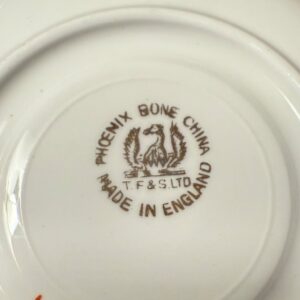 PHOENIX BONE CHINA
T.F&S.LTD
MADE IN ENGLAND